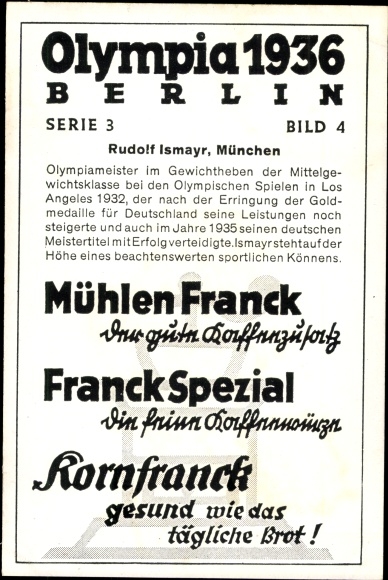 Olympia 1936
BERLIN
SERIE 3 BILD 4
Rudolf Ismayr, München
Olympiameister im Gewichtheben der Mittelge-
wichtsklasse bei den Olympischen Spielen in Los
Angeles 1932, der nach der Erringung der Gold-
medaille für Deutschland seine Leistungen noch
steigerte und auch im Jahre 1935 seinen deutschen
Meistertitel mit Erfolg verteidigte. Ismayr steht auf der
Höhe eines beachtenswerten sportlichen Könnens.
Mühlen Franck
der gute Kaffeezusatz
Franck Spezial
die feine Kaffeewürze
Kornfranck
gesund wie das
tägliche Brot!